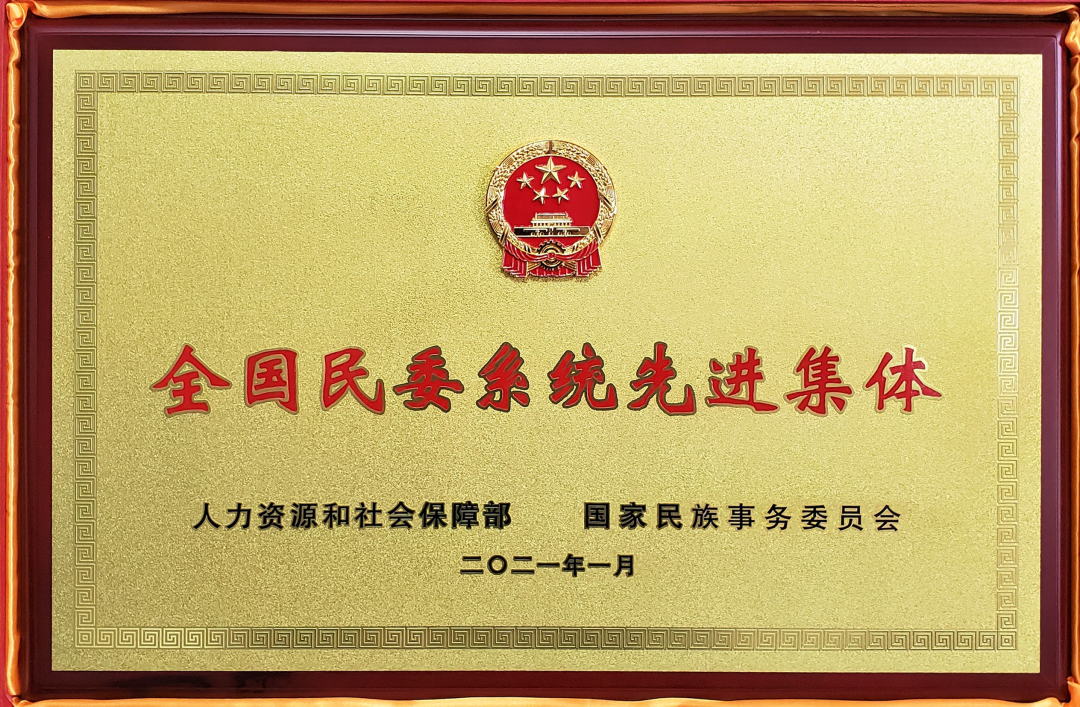 全国民委系统先进集体
人力资源和社会保障部 国家民族事务委员会
二〇二一年一月